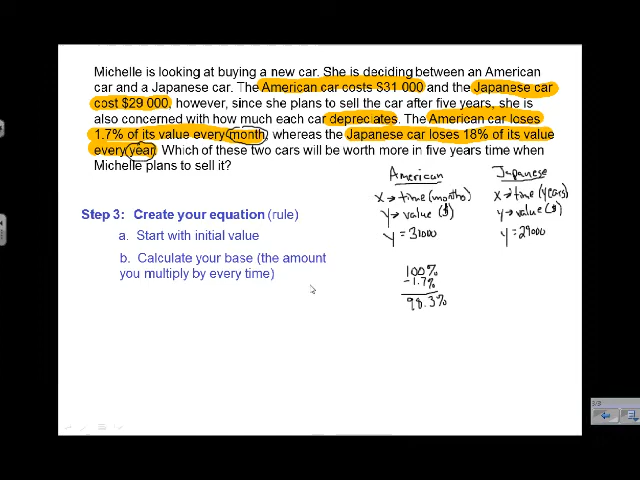 Michelle is looking at buying a new car. She is deciding between an American
car and a Japanese car. The American car costs $31 000 and the Japanese car
cost $29 000, however, since she plans to sell the car after five years, she is
also concerned with how much each car depreciates. The American car loses
1.7% of its value every month, whereas the Japanese car loses 18% of its value
every year. Which of these two cars will be worth more in five years time when
Michelle plans to sell it?
American
x→time (months)
y→value ($)
y = 31000
100%
-1.7%
98.3%
Japanese
x→time (years)
y→value ($)
y = 29000
Step 3: Create your equation (rule)
a. Start with initial value
b. Calculate your base (the amount
you multiply by every time)
3/3